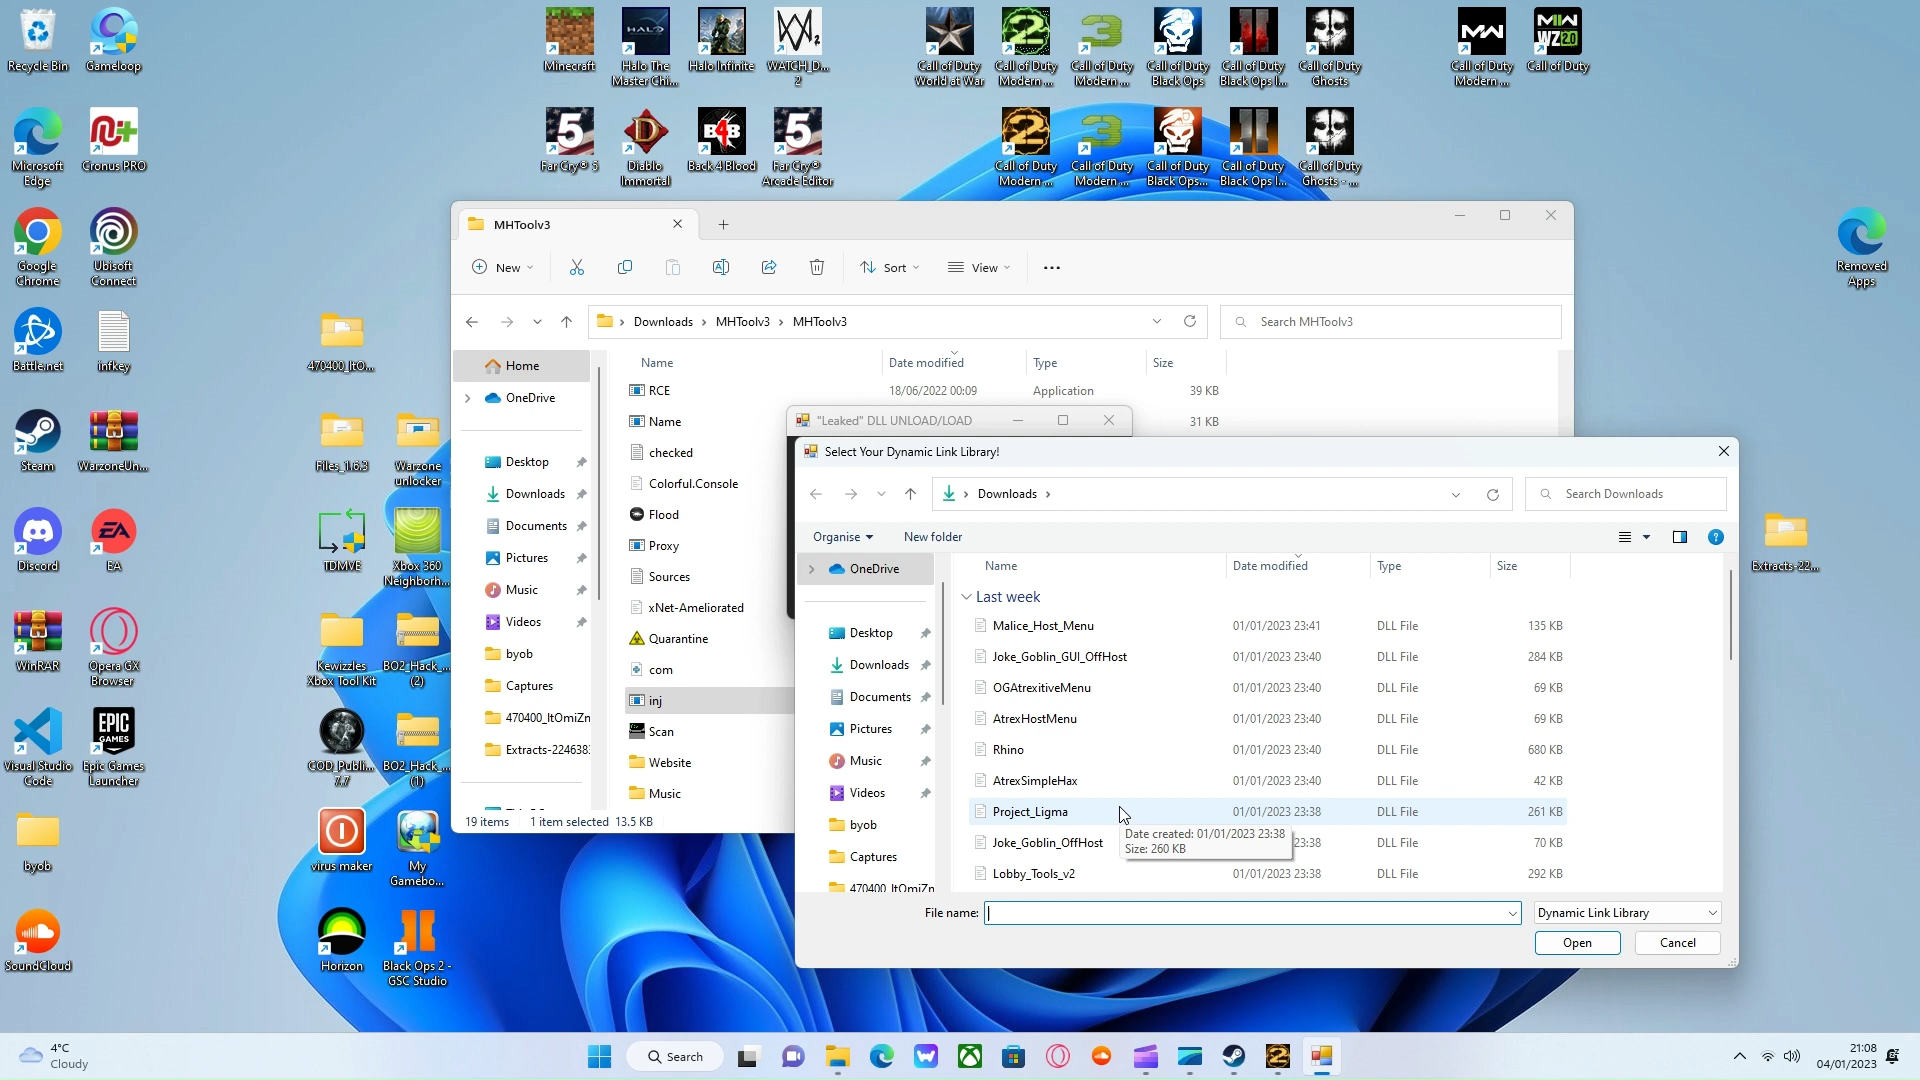 Recycle Bin
Gameloop
Minecraft
Halo The
Master Chi...
Halo Infinite
WATCH_D...
2
Call of Duty
World at War
Call of Duty
Modern ...
Call of Duty
Modern ...
Call of Duty
Black Ops
Call of Duty
Black Ops I...
Call of Duty
Ghosts
Call of Duty
Modern ...
Call of Duty
Microsoft
Edge
Cronus PRO
Far Cry® 5
Diablo
Immortal
Back 4 Blood
Far Cry®
Arcade Editor
Call of Duty
Modern ...
Call of Duty
Modern ...
Call of Duty
Black Ops...
Call of Duty
Black Ops I...
Call of Duty
Ghosts - ...
Google
Chrome
Ubisoft
Connect
Removed
Apps
Battle.net
infkey
470400_ItO...
Steam
WarzoneUn...
Files_1.6.3
Warzone
unlocker
Discord
EA
TDMVE
Xbox 360
Neighborh...
Extracts-22...
WinRAR
Opera GX
Browser
Kewizzles
Xbox Tool Kit
BO2_Hack_...
(2)
Visual Studio
Code
Epic Games
Launcher
COD_Publi...
7.7
BO2_Hack_...
(1)
byob
virus maker
My
Gamebo...
SoundCloud
Horizon
Black Ops 2 -
GSC Studio
MHToolv3
New
Sort
View
Downloads > MHToolv3 > MHToolv3
Search MHToolv3
Home
OneDrive
Desktop
Downloads
Documents
Pictures
Music
Videos
byob
Captures
470400_ItOmiZn
Extracts-224638
Name Date modified Type Size
RCE 18/06/2022 00:09 Application 39 KB
Name 31 KB
checked
Colorful.Console
Flood
Proxy
Sources
xNet-Ameliorated
Quarantine
com
inj
Scan
Website
Music
19 items 1 item selected 13.5 KB
"Leaked" DLL UNLOAD/LOAD
Select Your Dynamic Link Library!
Downloads
Search Downloads
Organise
New folder
OneDrive
Desktop
Downloads
Documents
Pictures
Music
Videos
byob
Captures
470400_ItOmiZn
Name Date modified Type Size
Last week
Malice_Host_Menu 01/01/2023 23:41 DLL File 135 KB
Joke_Goblin_GUI_OffHost 01/01/2023 23:40 DLL File 284 KB
OGAtrexitiveMenu 01/01/2023 23:40 DLL File 69 KB
AtrexHostMenu 01/01/2023 23:40 DLL File 69 KB
Rhino 01/01/2023 23:40 DLL File 680 KB
AtrexSimpleHax 01/01/2023 23:40 DLL File 42 KB
Project_Ligma 01/01/2023 23:38 DLL File 261 KB
Joke_Goblin_OffHost 23:38 DLL File 70 KB
Lobby_Tools_v2 01/01/2023 23:38 DLL File 292 KB
Date created: 01/01/2023 23:38
Size: 260 KB
File name:
Dynamic Link Library
Open
Cancel
4°C
Cloudy
Search
21:08
04/01/2023